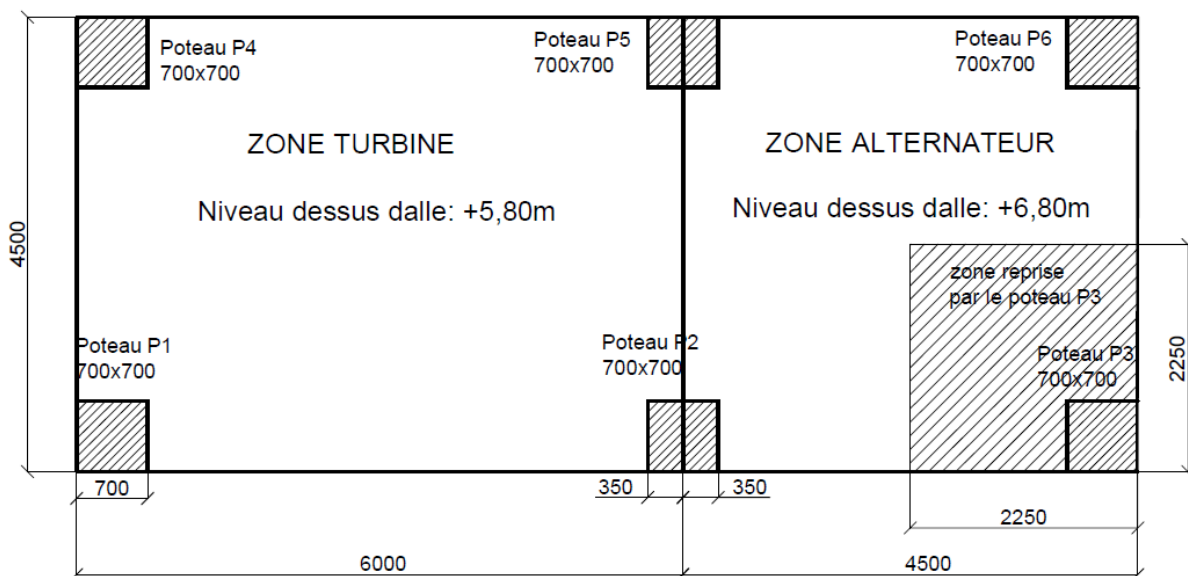 Poteau P4
700x700
Poteau P5
700x700
Poteau P6
700x700
ZONE TURBINE
Niveau dessus dalle: +5,80m
ZONE ALTERNATEUR
Niveau dessus dalle: +6,80m
4500
zone reprise
par le poteau P3
Poteau P1
700x700
Poteau P2
700x700
Poteau P3
700x700
2250
700
350
350
2250
6000
4500